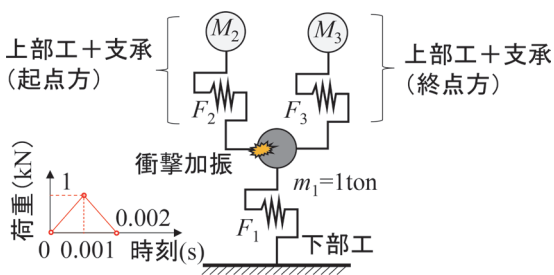 M2
M3
上部工＋支承
(起点方)
上部工＋支承
(終点方)
F2
F3
衝撃加振
m1=1ton
荷重(kN)
1
0.002
0 0.001 時刻(s)
F1
下部工